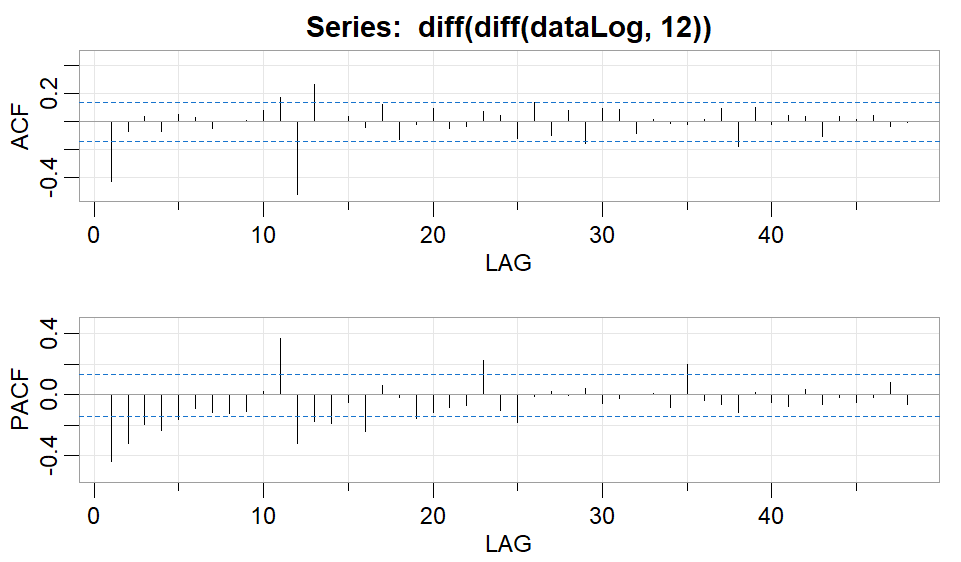 Series:  diff(diff(dataLog, 12))
ACF
0.2
-0.4
0 10 20 30 40
LAG
PACF
0.4
0.0
-0.4
0 10 20 30 40
LAG